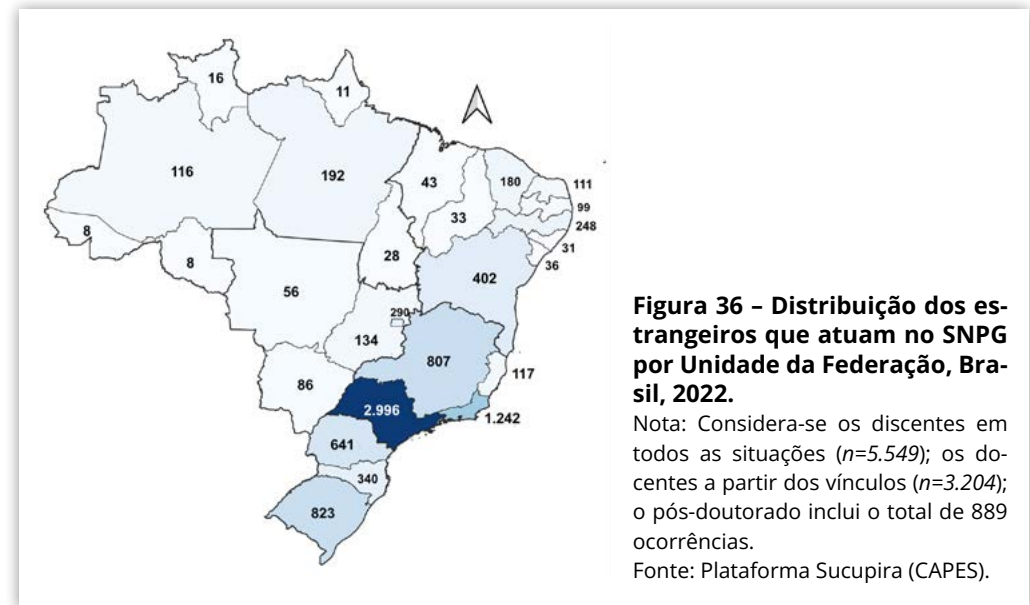 16
11
116
192
43
180
111
99
33
248
8
31
28
36
8
402
56
290
134
807
86
117
2.996
1.242
641
340
823
Figura 36 – Distribuição dos es-
trangeiros que atuam no SNPG
por Unidade da Federação, Bra-
sil, 2022.
Nota: Considera-se os discentes em
todos as situações (n=5.549); os do-
centes a partir dos vínculos (n=3.204);
o pós-doutorado inclui o total de 889
ocorrências.
Fonte: Plataforma Sucupira (CAPES).